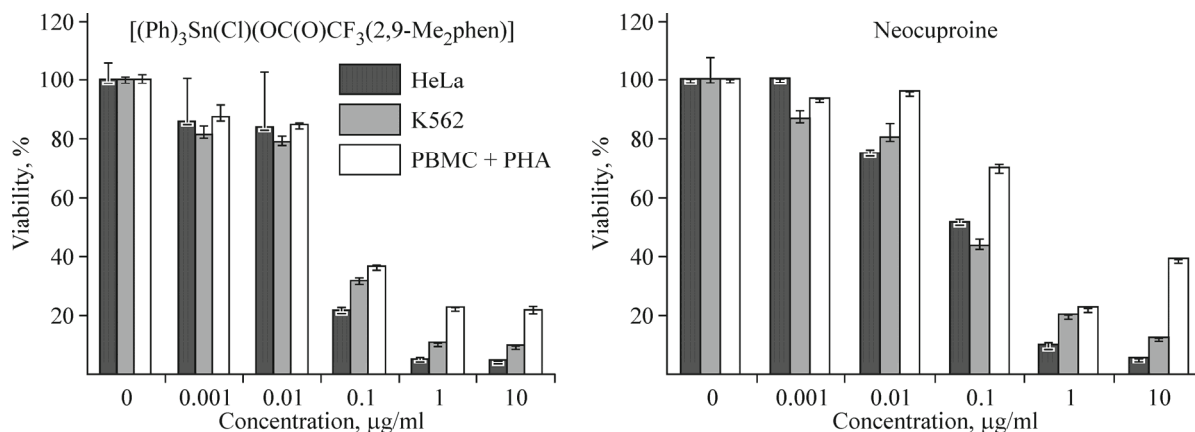 [(Ph)₃Sn(Cl)(OC(O)CF₃(2,9-Me₂phen)]
Viability, %
120
100
80
60
40
20
HeLa
K562
PBMC + PHA
0 0.001 0.01 0.1 1 10
Concentration, μg/ml
Neocuproine
Viability, %
120
100
80
60
40
20
0 0.001 0.01 0.1 1 10
Concentration, μg/ml